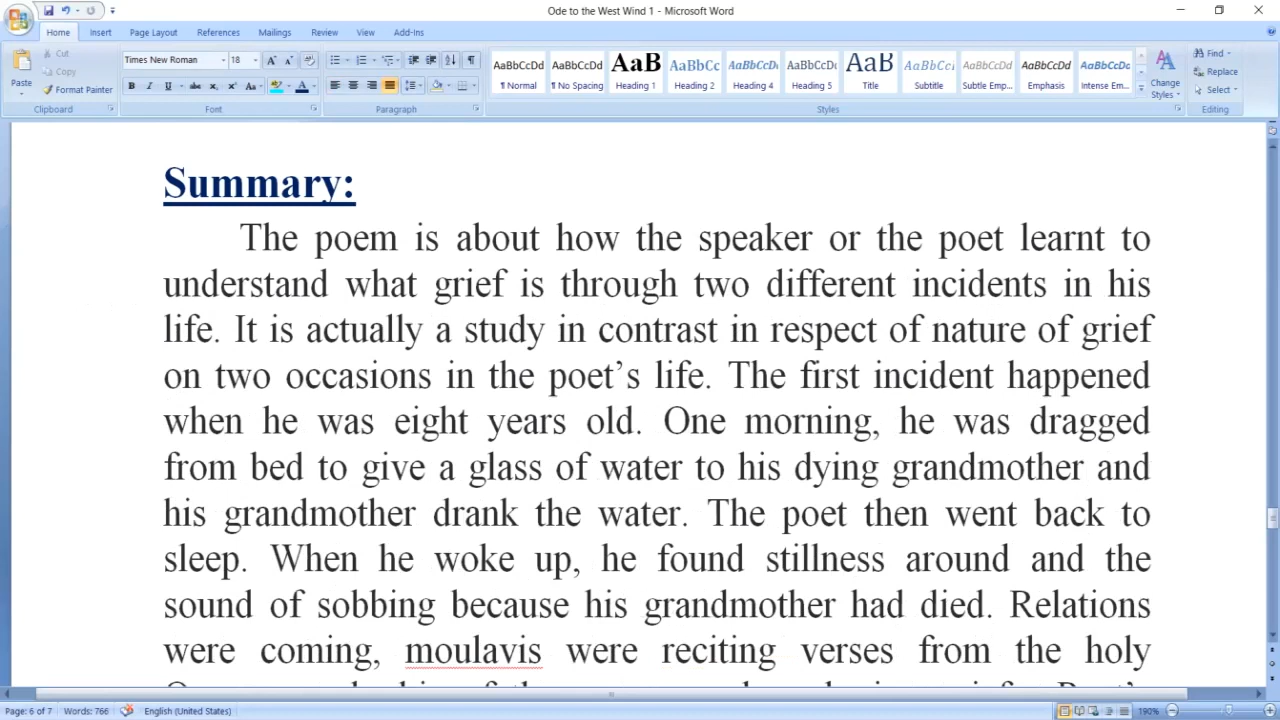 Ode to the West Wind 1 - Microsoft Word
Home Insert Page Layout References Mailings Review View Add-Ins
Cut
Copy
Format Painter
Paste
Clipboard
Times New Roman 18
Font
Paragraph
AaBbCcDd AaBbCcDd AaB AaBbCc AaBbCcDc AaBbCcDc AaB AaBbCcI AaBbCcDd AaBbCcDd AaBbCcDd
¶ Normal ¶ No Spacing Heading 1 Heading 2 Heading 4 Heading 5 Title Subtitle Subtle Emp... Emphasis Intense Em...
Styles
Change Styles
Find
Replace
Select
Editing
Summary:
The poem is about how the speaker or the poet learnt to
understand what grief is through two different incidents in his
life. It is actually a study in contrast in respect of nature of grief
on two occasions in the poet’s life. The first incident happened
when he was eight years old. One morning, he was dragged
from bed to give a glass of water to his dying grandmother and
his grandmother drank the water. The poet then went back to
sleep. When he woke up, he found stillness around and the
sound of sobbing because his grandmother had died. Relations
were coming, moulavis were reciting verses from the holy
Page: 6 of 7 Words: 766 English (United States) 190%